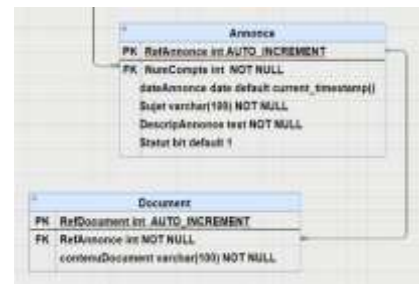 Annonce
PK RefAnnonce int AUTO_INCREMENT
FK NumCompte int NOT NULL
dateAnnonce date default current_timestamp()
Sujet varchar(100) NOT NULL
DescripAnnonce text NOT NULL
Statut bit default 1
Document
PK RefDocument int AUTO_INCREMENT
FK RefAnnonce int NOT NULL
contenuDocument varchar(100) NOT NULL